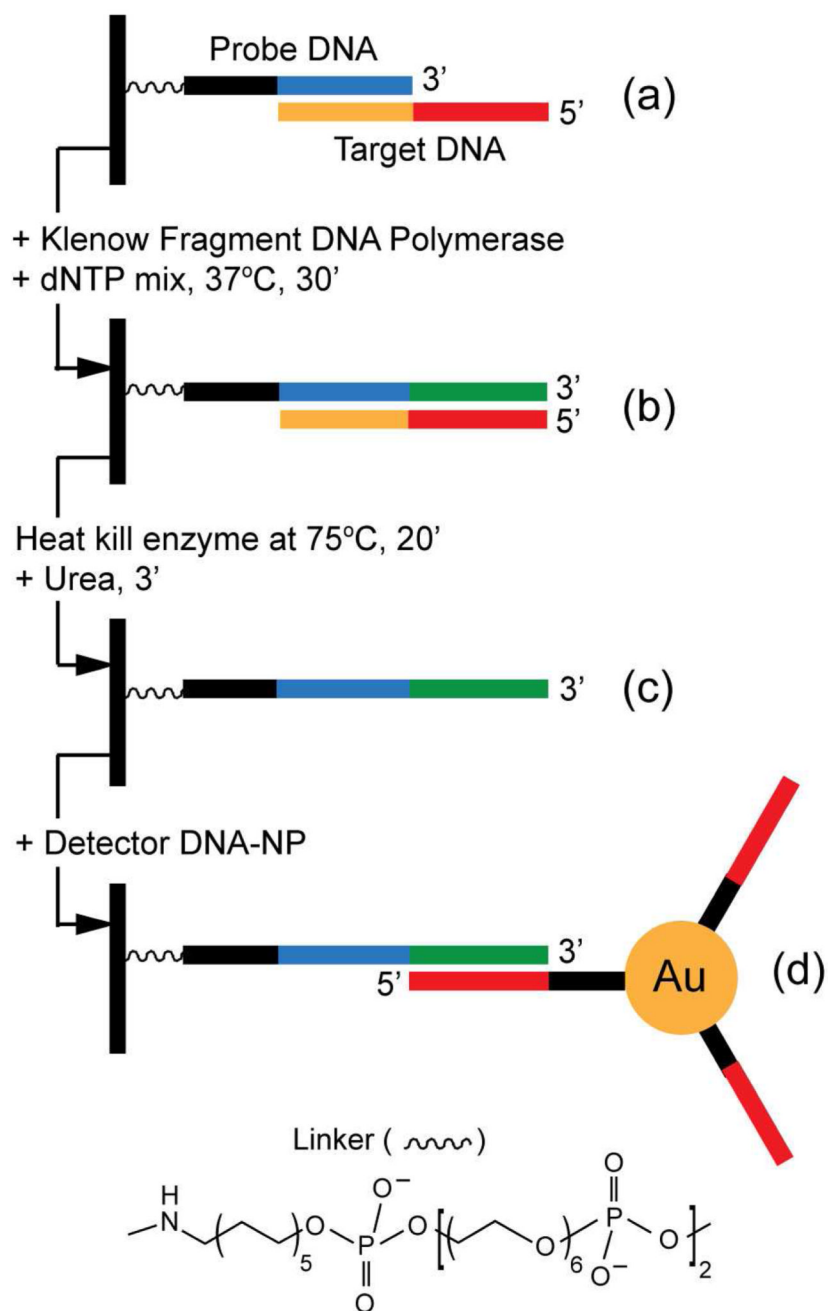 Probe DNA
3’
(a)
5’
Target DNA
+ Klenow Fragment DNA Polymerase
+ dNTP mix, 37°C, 30’
3’
(b)
5’
Heat kill enzyme at 75°C, 20’
+ Urea, 3’
3’
(c)
+ Detector DNA-NP
3’
5’
Au
(d)
Linker ( )
H
N
5
O
P
O⁻
O
O
[
O
6
P
O
O⁻
O
]2